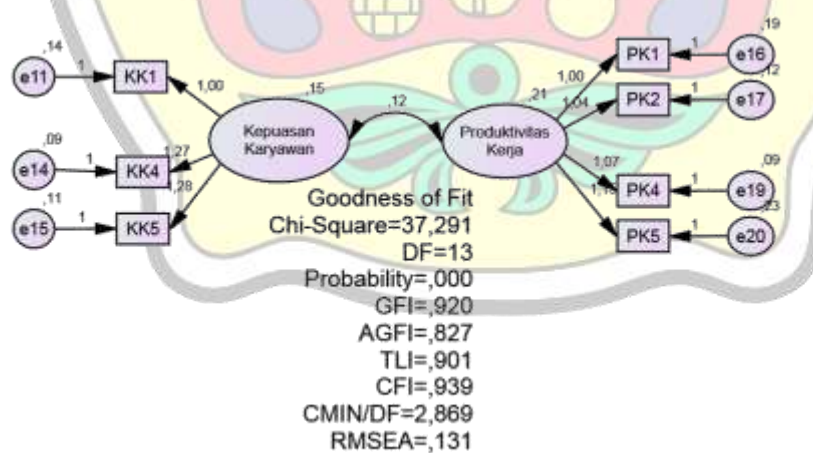 ,14
e11
1
KK1
1,00
,15
Kepuasan
Karyawan
,09
e14
1
KK4
1,27
,11
e15
1
KK5
1,28
,12
,21
Produktivitas
Kerja
1,00
PK1
1
,19
e16
1,04
PK2
1
,12
e17
1,07
PK4
1
,09
e19
PK5
1
,23
e20
Goodness of Fit
Chi-Square=37,291
DF=13
Probability=,000
GFI=,920
AGFI=,827
TLI=,901
CFI=,939
CMIN/DF=2,869
RMSEA=,131